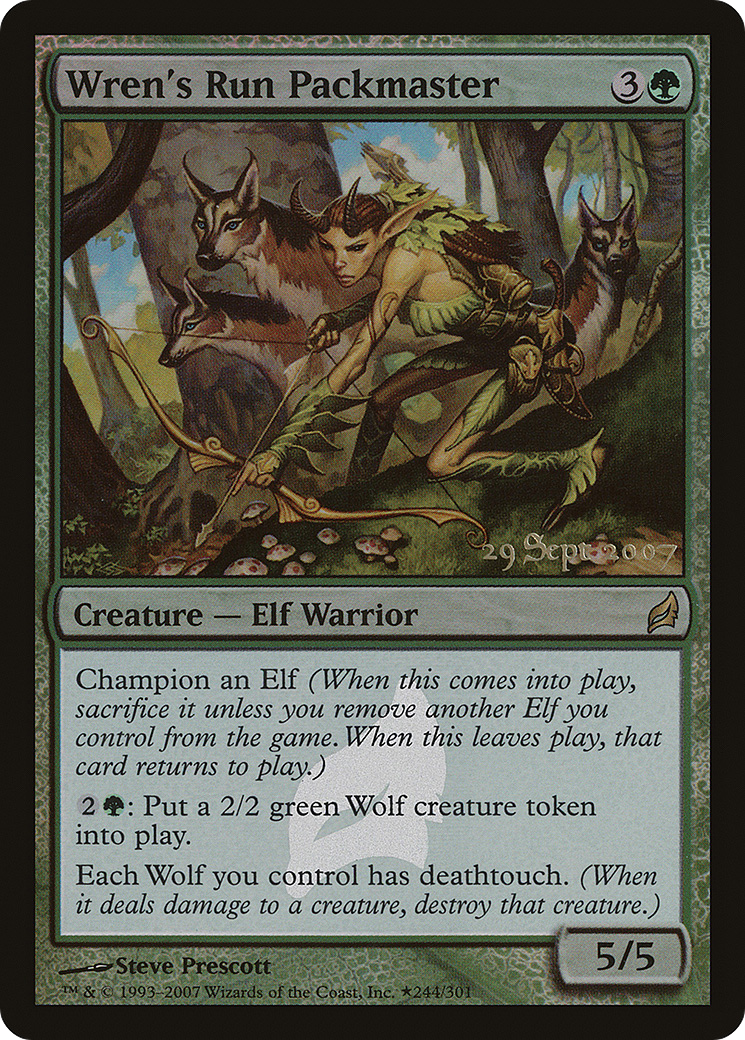 Wren's Run Packmaster 3
29 Sept 2007
Creature — Elf Warrior
Champion an Elf (When this comes into play,
sacrifice it unless you remove another Elf you
control from the game. When this leaves play, that
card returns to play.)
2 : Put a 2/2 green Wolf creature token
into play.
Each Wolf you control has deathtouch. (When
it deals damage to a creature, destroy that creature.)
5/5
Steve Prescott
™ & © 1993–2007 Wizards of the Coast, Inc. ★244/301